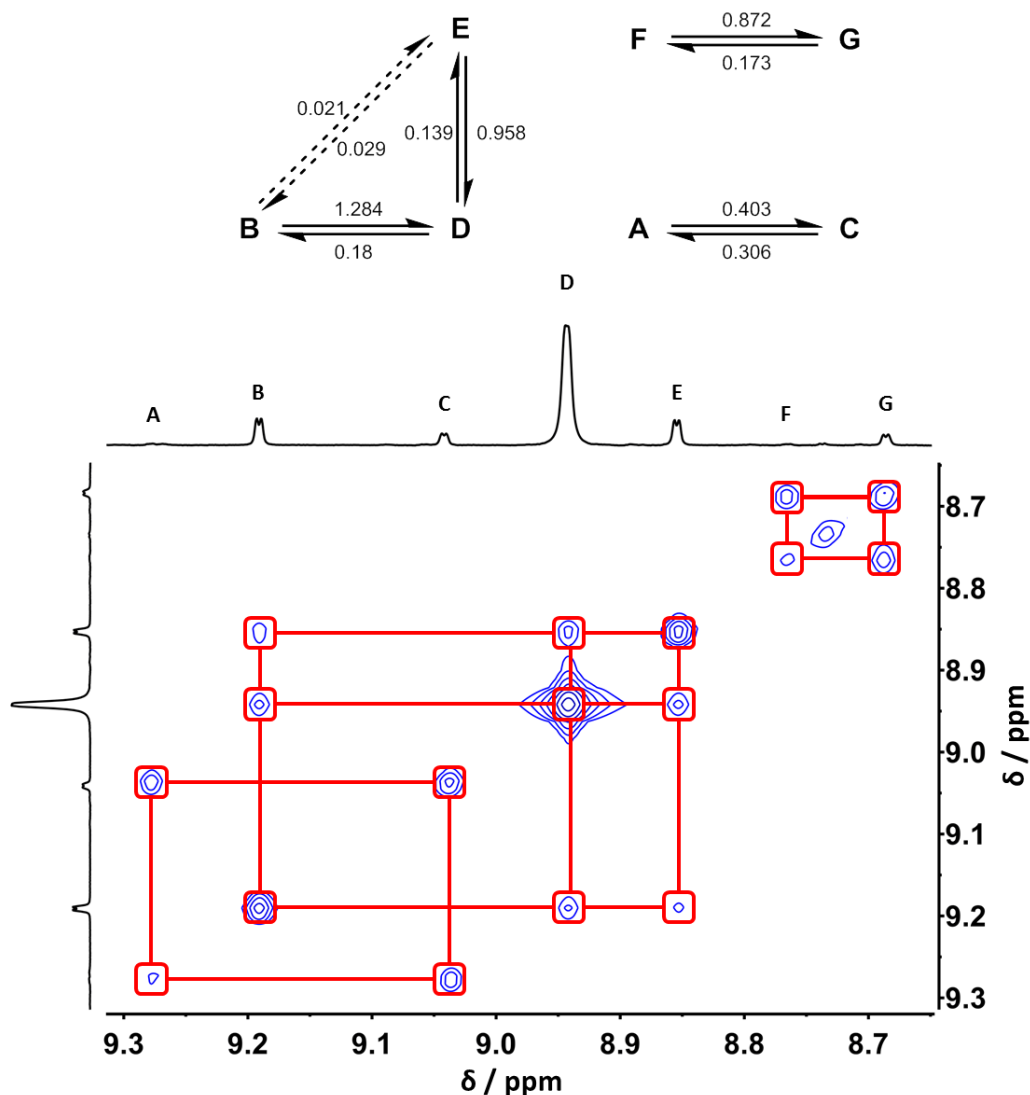 E F 0.872 G
0.173
0.021
0.139 0.958
0.029
B 1.284 D A 0.403 C
0.18 0.306
D
A B C E F G
8.7
8.8
8.9
9.0
9.1
9.2
9.3
δ / ppm
9.3 9.2 9.1 9.0 8.9 8.8 8.7
δ / ppm